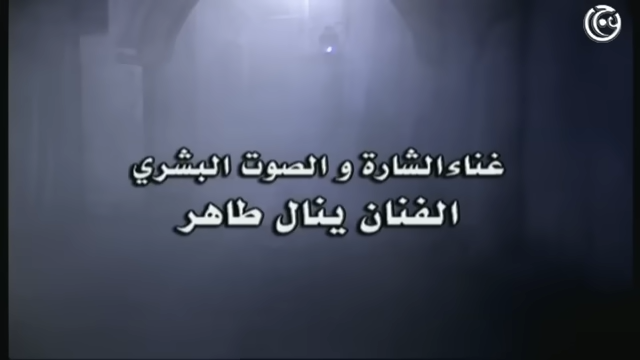 غناءالشارة و الصوت البشري
الفنان ينال طاهر